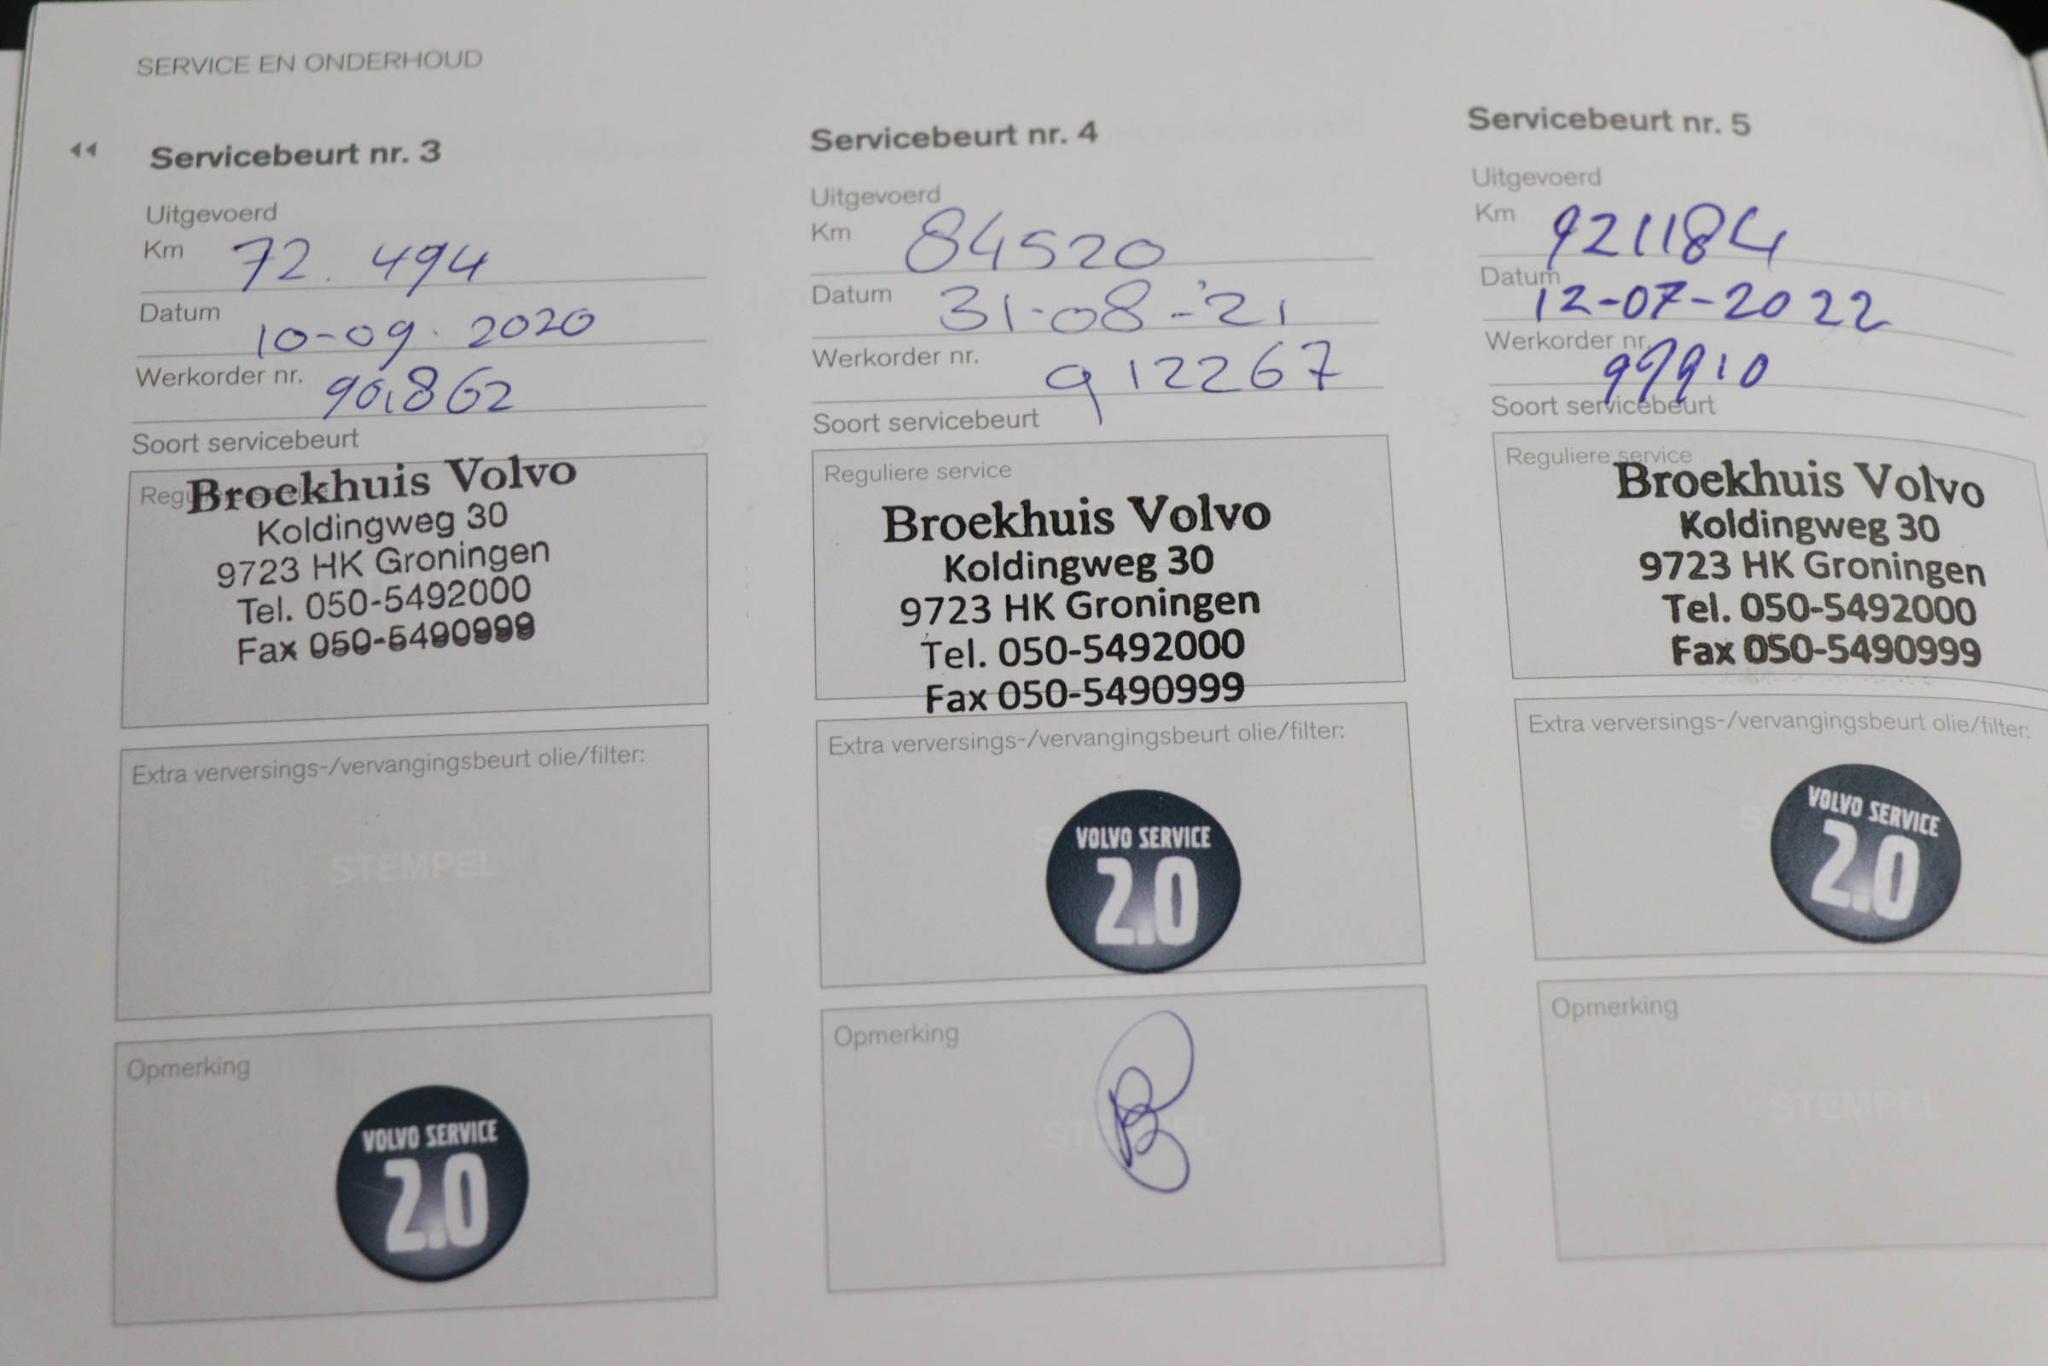 SERVICE EN ONDERHOUD
Servicebeurt nr. 3
Uitgevoerd
Km 72.494
Datum 10-09.2020
Werkorder nr.
Soort servicebeurt
Broekhuis Volvo
Koldingweg 30
9723 HK Groningen
Tel. 050-5492000
Fax 050-5490999
Extra verversings-/vervangingsbeurt olie/filter:
STEMPEL
Opmerking
VOLVO SERVICE
2.0
Servicebeurt nr. 4
Uitgevoerd
Km 84520
Datum 31-08-'21
Werkorder nr. 912267
Soort servicebeurt
Reguliere service
Broekhuis Volvo
Koldingweg 30
9723 HK Groningen
Tel. 050-5492000
Fax 050-5490999
Extra verversings-/vervangingsbeurt olie/filter:
VOLVO SERVICE
2.0
Opmerking
Servicebeurt nr. 5
Uitgevoerd
Km 921184
Datum 12-07-2022
Werkorder nr.
Soort servicebeurt
Reguliere service
Broekhuis Volvo
Koldingweg 30
9723 HK Groningen
Tel. 050-5492000
Fax 050-5490999
Extra verversings-/vervangingsbeurt olie/filter:
VOLVO SERVICE
2.0
Opmerking
STEMPEL